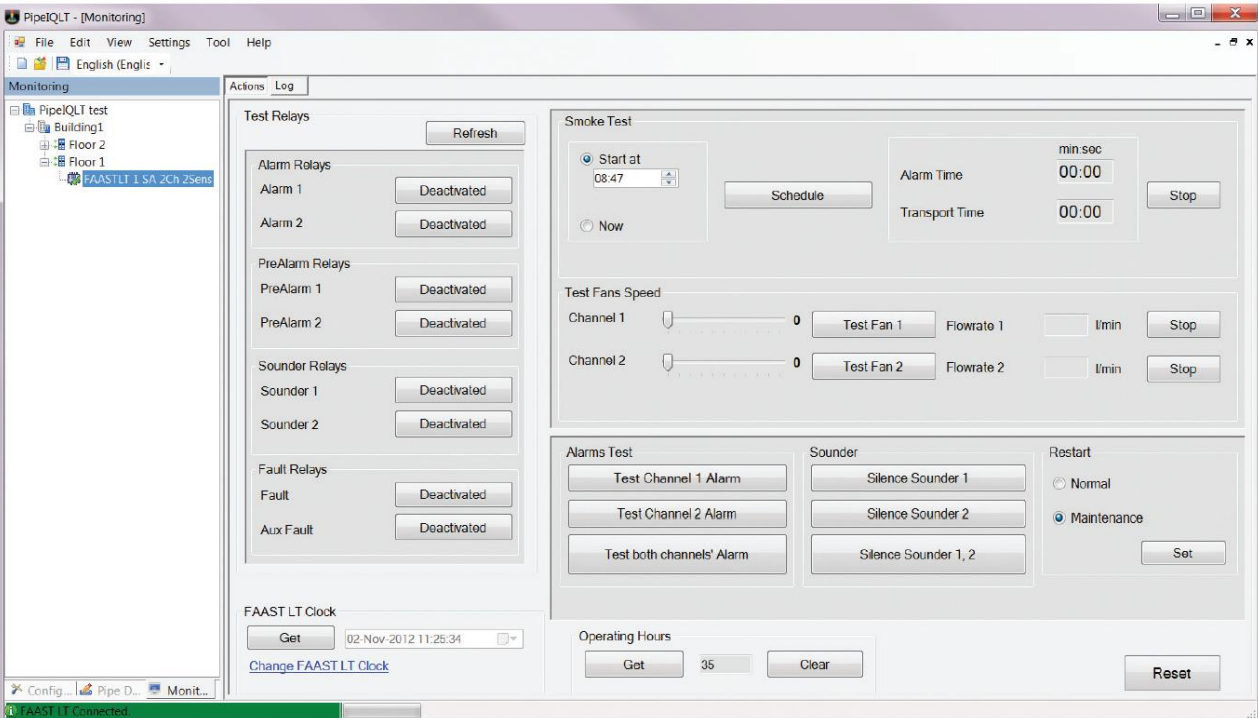 PipeIQLT - [Monitoring]
File Edit View Settings Tool Help
English (Englis
Monitoring
PipeIQLT test
Building1
Floor 2
Floor 1
FAASTLT 1 SA 2Ch 2Sens
Config... Pipe D... Monit...
FAAST LT Connected.
Actions Log
Test Relays
Refresh
Alarm Relays
Alarm 1 Deactivated
Alarm 2 Deactivated
PreAlarm Relays
PreAlarm 1 Deactivated
PreAlarm 2 Deactivated
Sounder Relays
Sounder 1 Deactivated
Sounder 2 Deactivated
Fault Relays
Fault Deactivated
Aux Fault Deactivated
FAAST LT Clock
Get 02-Nov-2012 11:25:34
Change FAAST LT Clock
Smoke Test
Start at
08:47
Now
Schedule
min:sec
Alarm Time 00:00
Transport Time 00:00
Stop
Test Fans Speed
Channel 1 0 Test Fan 1 Flowrate 1 l/min Stop
Channel 2 0 Test Fan 2 Flowrate 2 l/min Stop
Alarms Test
Test Channel 1 Alarm
Test Channel 2 Alarm
Test both channels' Alarm
Sounder
Silence Sounder 1
Silence Sounder 2
Silence Sounder 1, 2
Restart
Normal
Maintenance
Set
Operating Hours
Get 35 Clear
Reset